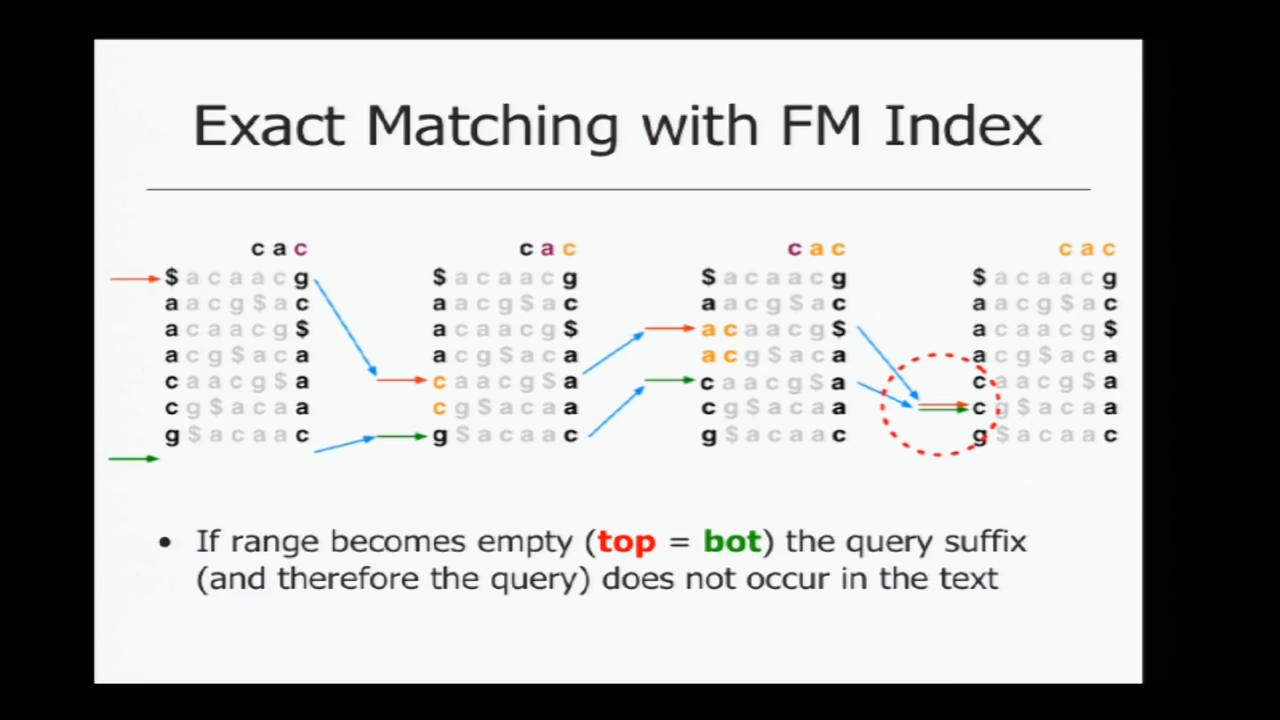 Exact Matching with FM Index
c a c c a c c a c c a c
$ a c a a c g $ a c a a c g $ a c a a c g $ a c a a c g
a a c g $ a c a a c g $ a c a a c g $ a c a a c g $ a c
a c a a c g $ a c a a c g $ a c a a c g $ a c a a c g $
a c g $ a c a a c g $ a c a a c g $ a c a a c g $ a c a
c a a c g $ a c a a c g $ a c a a c g $ a c a a c g $ a
c g $ a c a a c g $ a c a a c g $ a c a a c g $ a c a a
g $ a c a a c g $ a c a a c g $ a c a a c g $ a c a a c
• If range becomes empty (top = bot) the query suffix
(and therefore the query) does not occur in the text